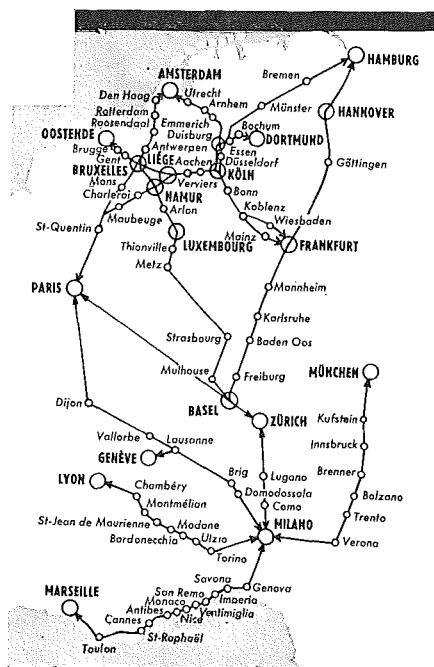 HAMBURG
Bremen
AMSTERDAM
Utrecht
Den Haag
Münster
HANNOVER
Arnhem
Rotterdam
Roozendaal
Emmerich
Duisburg
Bochum
OOSTENDE
DORTMUND
Antwerpen
Essen
Brugge
Gent
LIÈGE
Aachen
Düsseldorf
Göttingen
BRUXELLES
KÖLN
Verviers
Mons
NAMUR
Bonn
Charleroi
Maubeuge
Arlon
Koblenz
Wiesbaden
St-Quentin
LUXEMBOURG
Mainz
FRANKFURT
Thionville
Metz
PARIS
Mannheim
Karlsruhe
Strasbourg
Baden Oos
Mulhouse
Freiburg
MÜNCHEN
BASEL
Dijon
ZÜRICH
Kufstein
Vallorbe
Lausanne
Innsbruck
GENÈVE
Brig
Lugano
Brenner
LYON
Chambéry
Domodossola
Bolzano
Montmélian
Como
Trento
St-Jean de Maurienne
Modane
MILANO
Bardonecchia
Ulzio
Verona
Torino
Savona
Genova
MARSEILLE
San Remo
Imperia
Monaco
Ventimiglia
Antibes
Nice
Cannes
St-Raphaël
Toulon